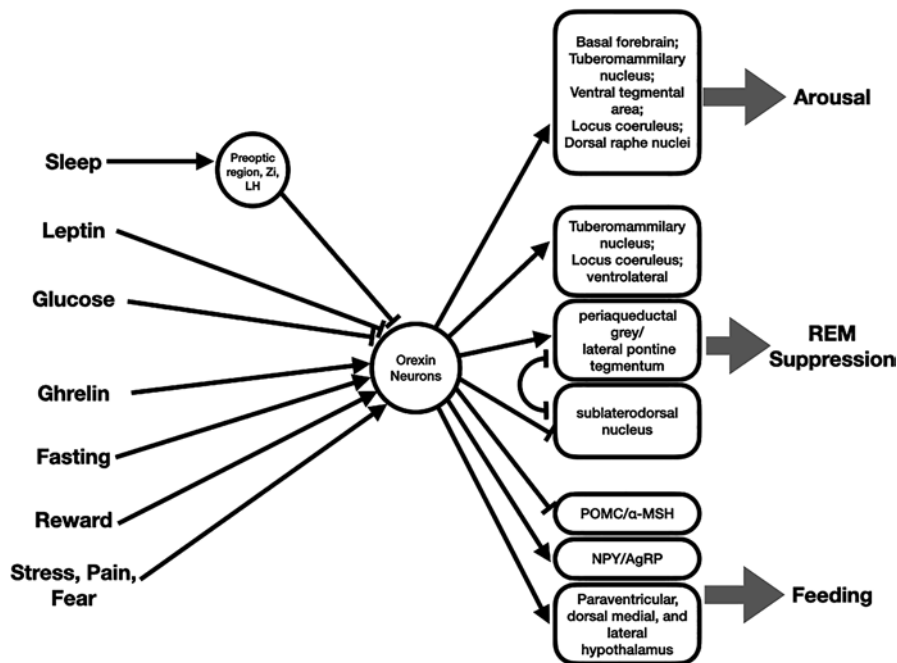 Basal forebrain;
Tuberomammilary
nucleus;
Ventral tegmental
area;
Locus coeruleus;
Dorsal raphe nuclei
Arousal
Sleep
Preoptic
region, Zi,
LH
Leptin
Glucose
Ghrelin
Fasting
Reward
Stress, Pain,
Fear
Orexin
Neurons
Tuberomammilary
nucleus;
Locus coeruleus;
ventrolateral
periaqueductal
grey/
lateral pontine
tegmentum
sublaterodorsal
nucleus
REM
Suppression
POMC/α-MSH
NPY/AgRP
Paraventricular,
dorsal medial, and
lateral
hypothalamus
Feeding